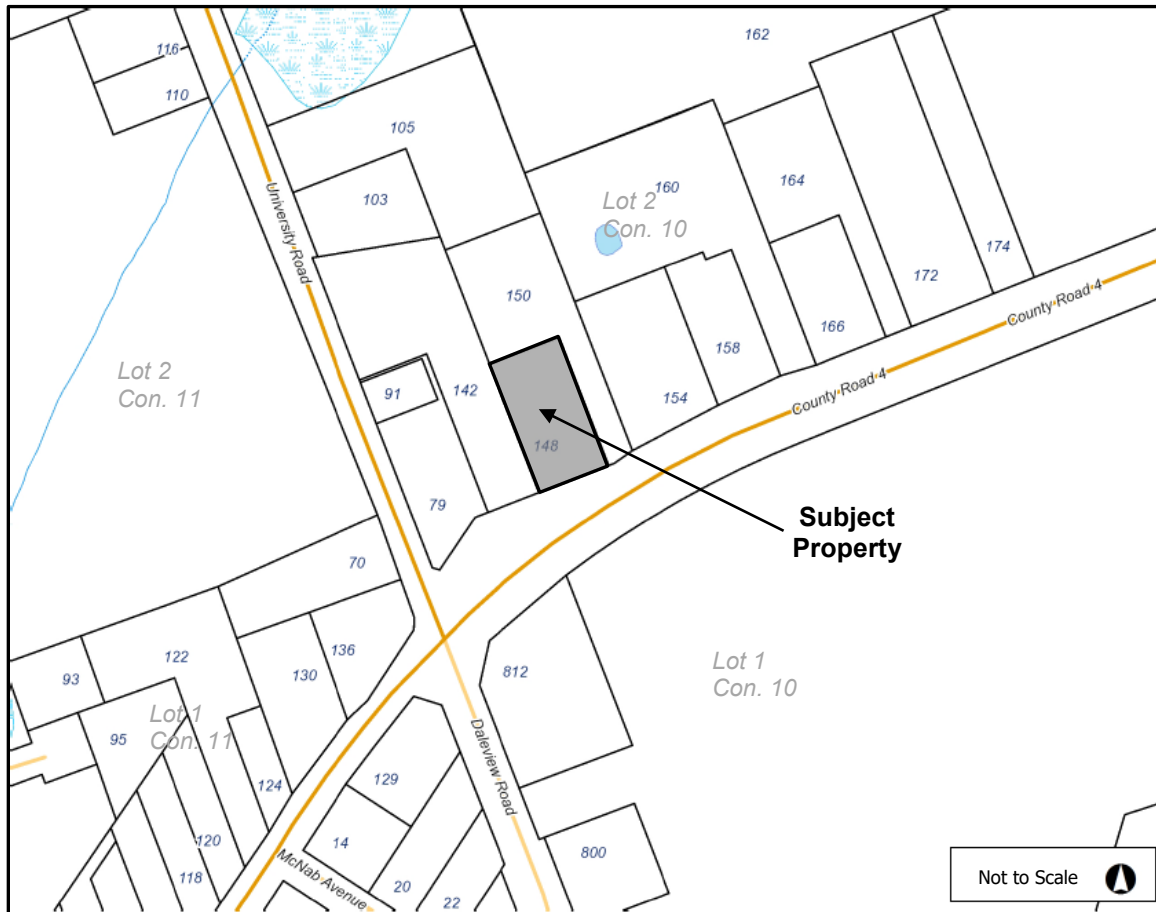 116
162
110
105
University Road
103
Lot 2
Con. 10
160
164
174
172
150
County Road 4
166
158
Lot 2
Con. 11
91
142
154
County Road 4
148
79
Subject
Property
70
136
130
122
93
812
Lot 1
Con. 10
Lot 1
Con. 11
95
Daleview Road
124
129
120
14
800
118
McNab Avenue
20
22
Not to Scale